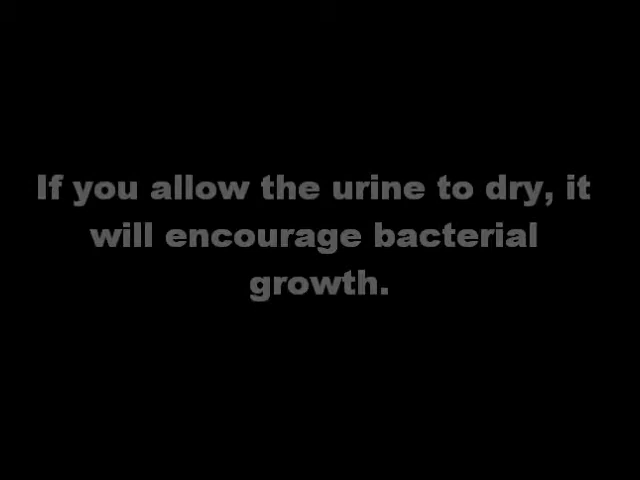 If you allow the urine to dry, it
will encourage bacterial
growth.